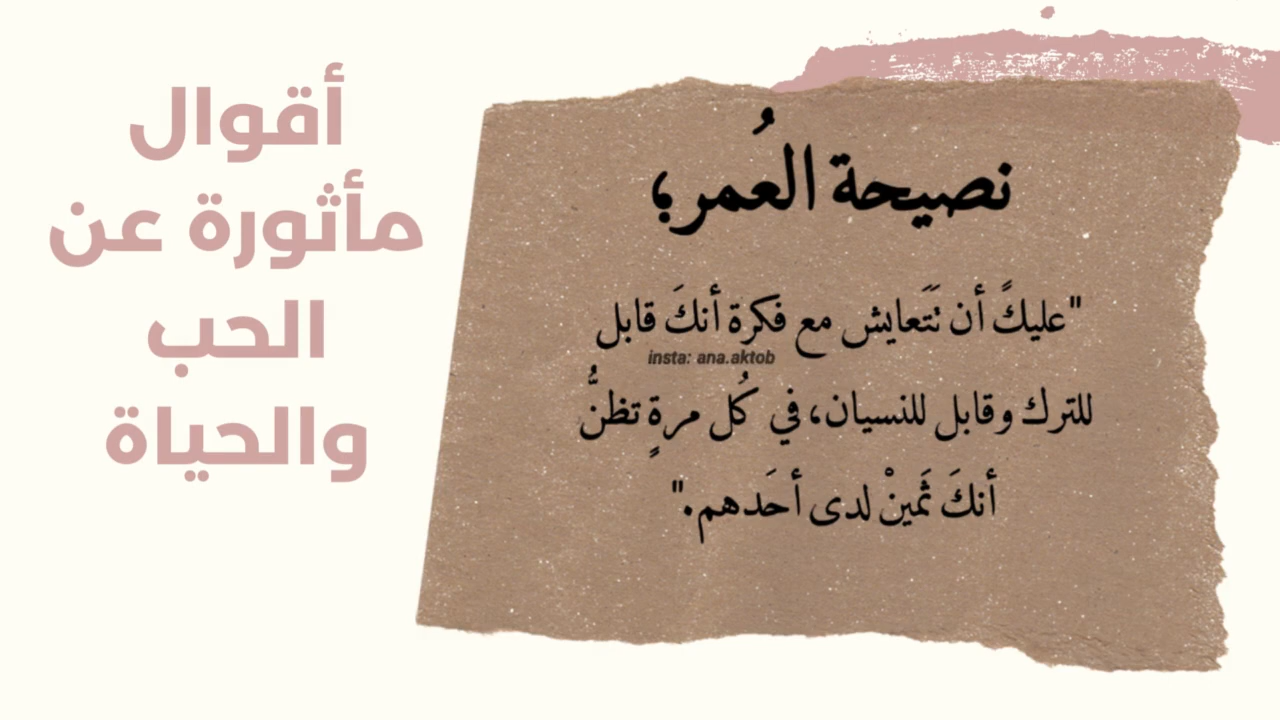 أقوال
مأثورة عن
الحب
والحياة
نصيحة العُمر؛
"عليكً أن تَتَعايش مع فكرة أنكَ قابل
insta: ana.aktob
للترك وقابل للنسيان، في كُل مرةٍ تظنُّ
أنكَ ثَمينْ لدى أحَدهم."